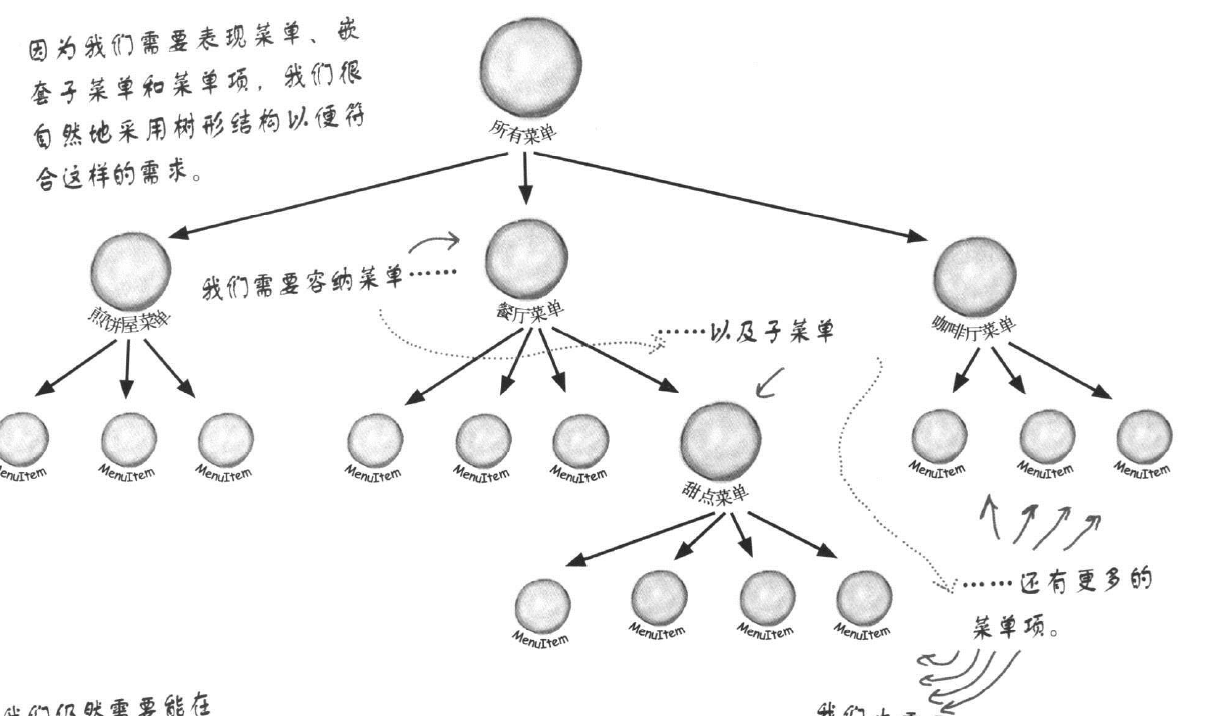 因为我们需要表现菜单、嵌
套子菜单和菜单项，我们很
自然地采用树形结构以便符
合这样的需求。
所有菜单
我们需要容纳菜单……
煎饼屋菜单
餐厅菜单
……以及子菜单
咖啡厅菜单
MenuItem
MenuItem
MenuItem
MenuItem
MenuItem
MenuItem
甜点菜单
MenuItem
MenuItem
MenuItem
……还有更多的
菜单项。
MenuItem
MenuItem
MenuItem
MenuItem
我们仍然需要能在
我们